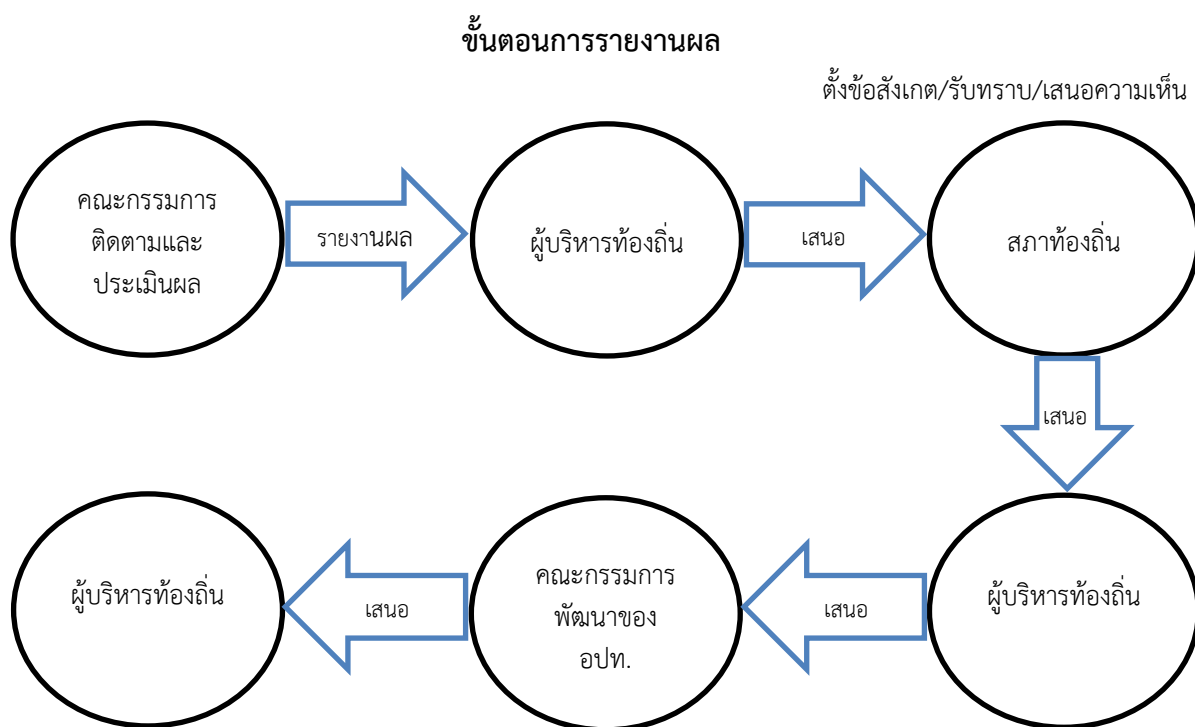 ขั้นตอนการรายงานผล
ตั้งข้อสังเกต/รับทราบ/เสนอความเห็น
คณะกรรมการ
ติดตามและ
ประเมินผล
รายงานผล
ผู้บริหารท้องถิ่น
เสนอ
สภาท้องถิ่น
เสนอ
ผู้บริหารท้องถิ่น
เสนอ
คณะกรรมการ
พัฒนาของ
อปท.
เสนอ
ผู้บริหารท้องถิ่น